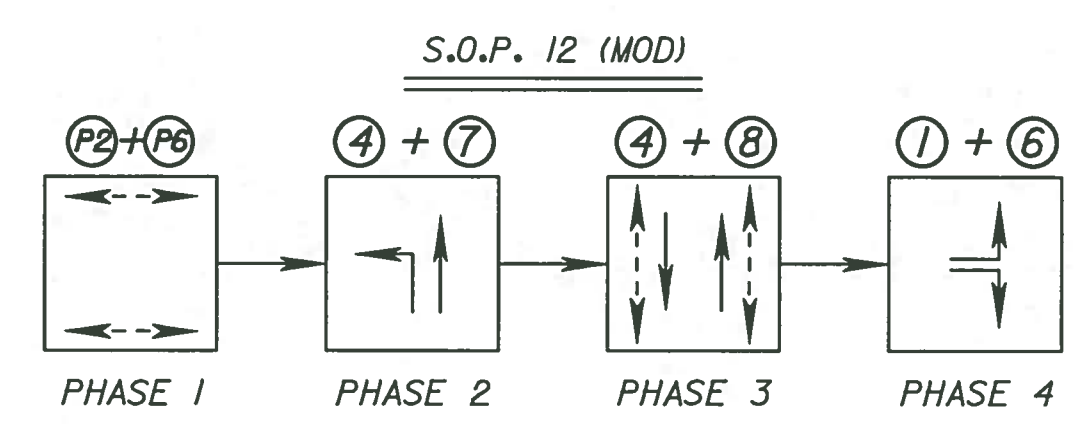 S.O.P. 12 (MOD)
P2+P6 4 + 7 4 + 8 1 + 6
PHASE 1 PHASE 2 PHASE 3 PHASE 4